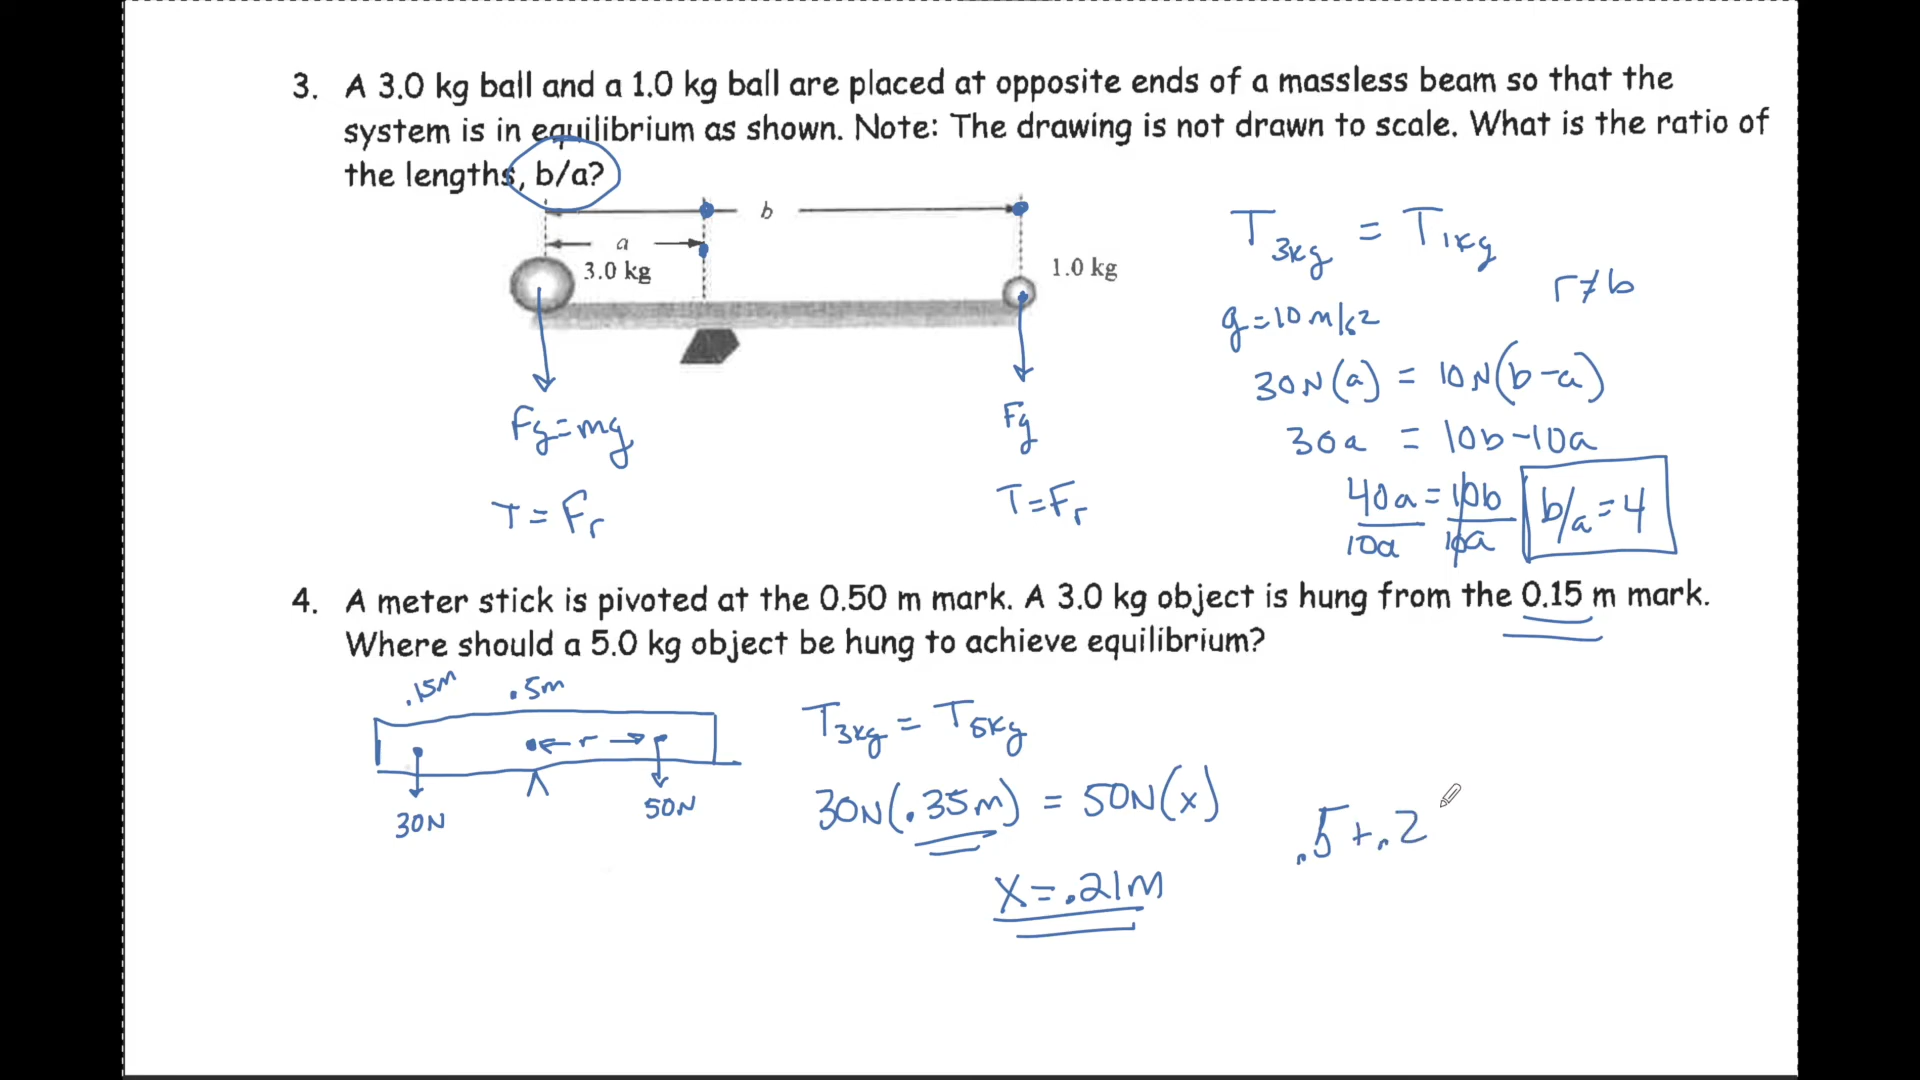 3. A 3.0 kg ball and a 1.0 kg ball are placed at opposite ends of a massless beam so that the
system is in equilibrium as shown. Note: The drawing is not drawn to scale. What is the ratio of
the lengths, b/a?
b
a
3.0 kg
1.0 kg
Fg=mg
T=Fr
Fg
T=Fr
T3kg = T1kg
r≠b
g=10m/s2
30N(a) = 10N(b-a)
30a = 10b-10a
40a=10b
10a 10a
b/a=4
4. A meter stick is pivoted at the 0.50 m mark. A 3.0 kg object is hung from the 0.15 m mark.
Where should a 5.0 kg object be hung to achieve equilibrium?
.15m .5m
r
30N
50N
T3kg = T5kg
30N(.35m) = 50N(x)
x=.21m
.5+.2